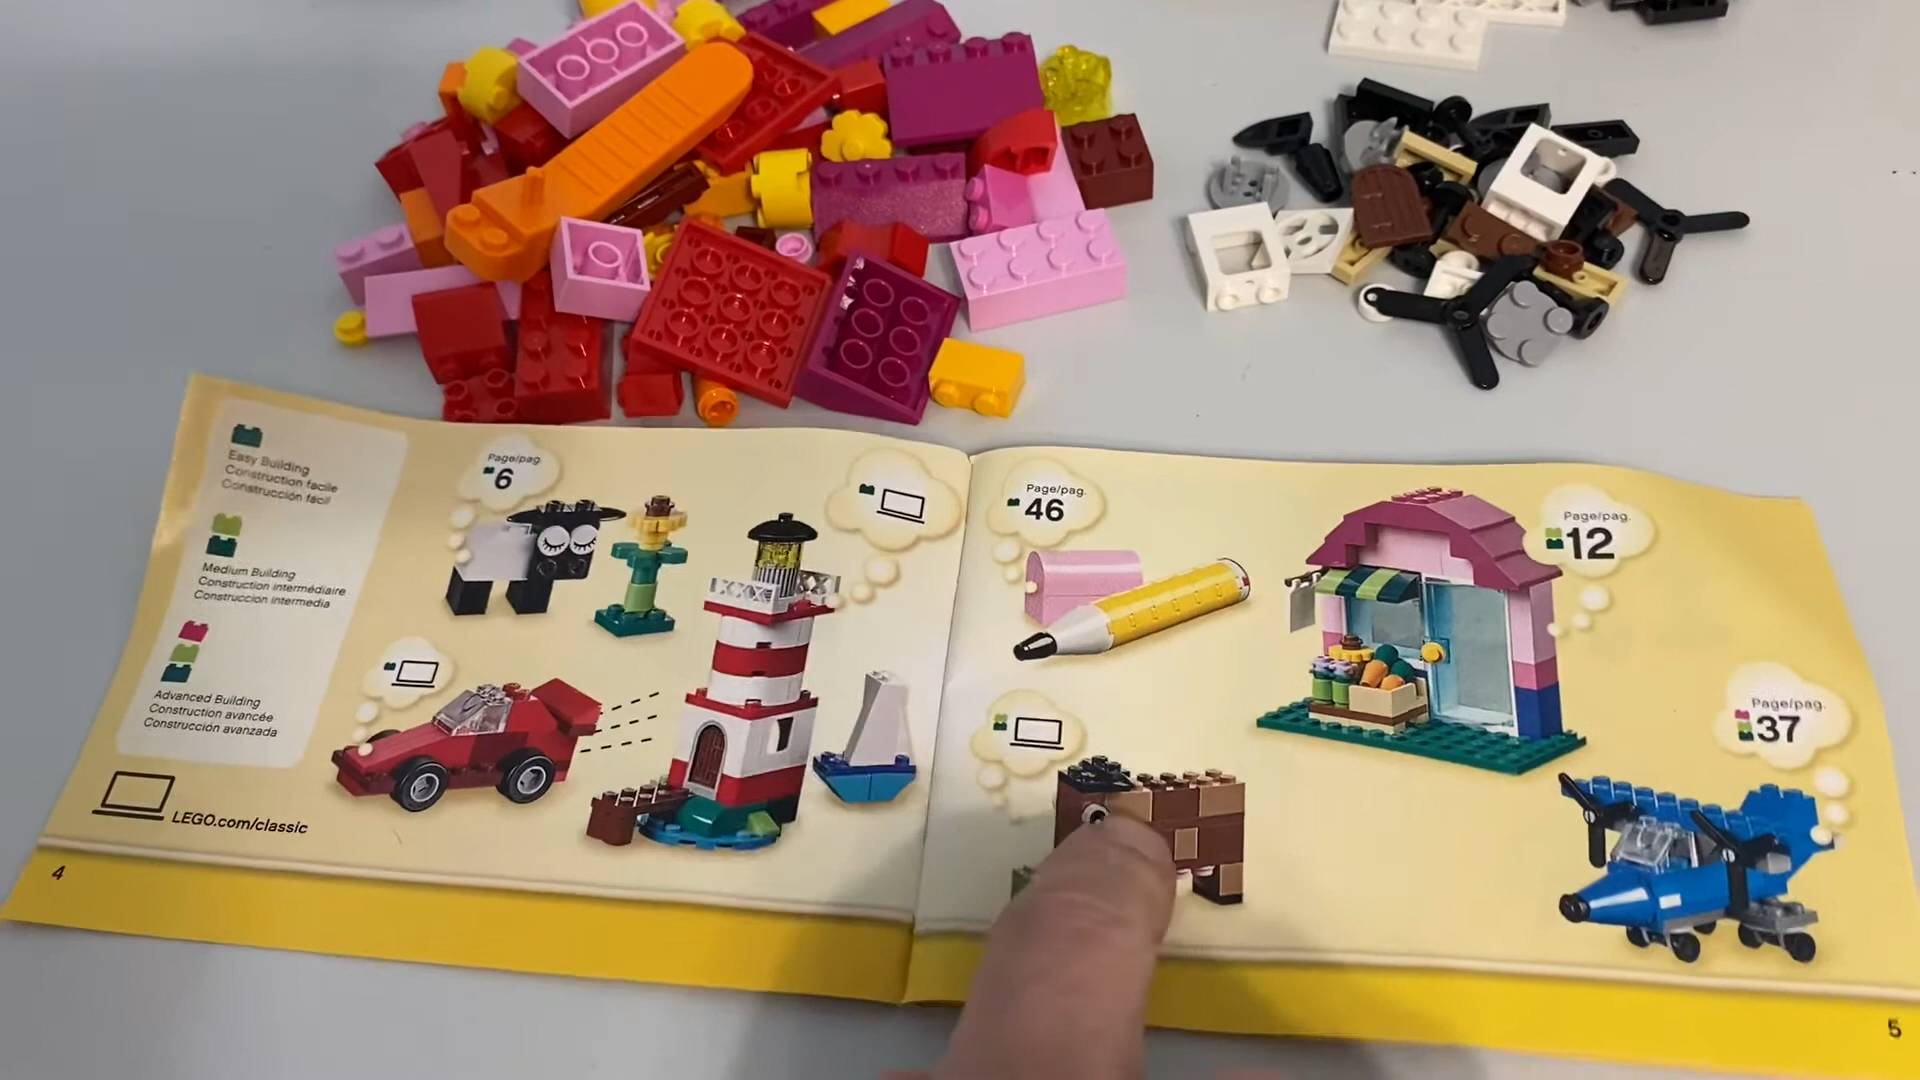 Easy Building
Construction facile
Construcción fácil
Medium Building
Construction intermédiaire
Construccion intermedia
Advanced Building
Construction avancée
Construcción avanzada
LEGO.com/classic
4
Page/pag.
6
Page/pag.
46
Page/pag.
12
Page/pag.
37
5